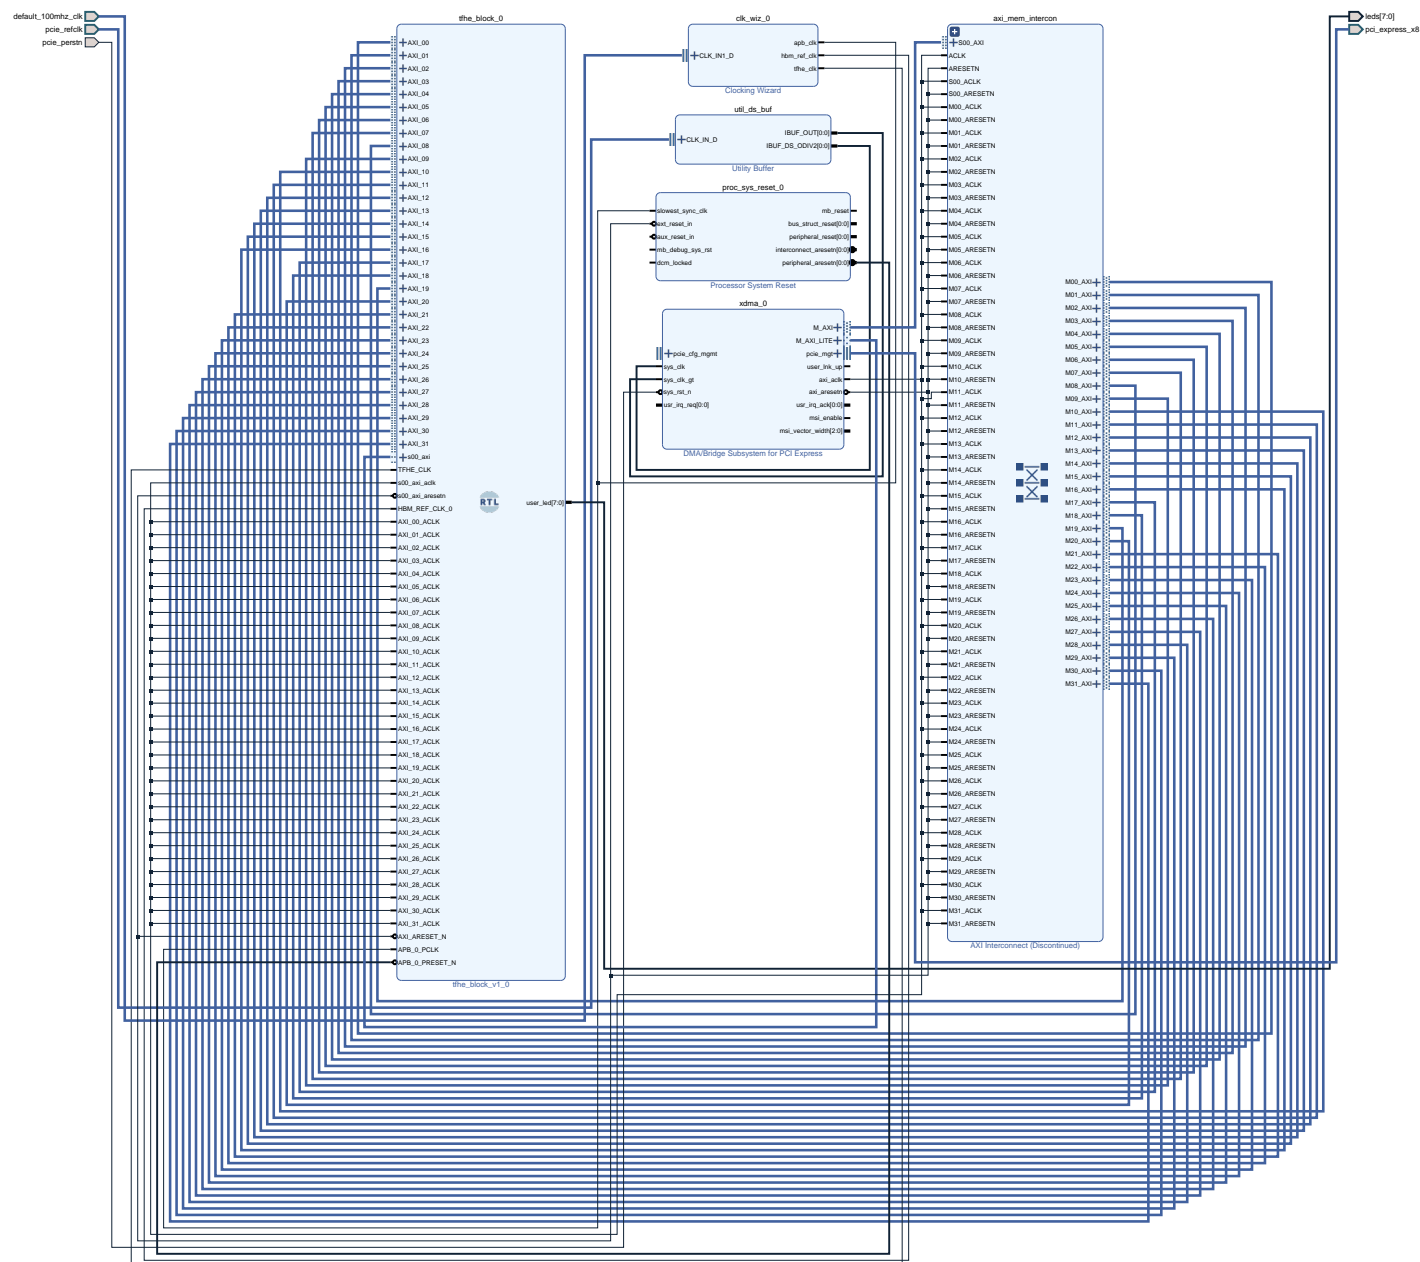 default_100mhz_clk
pcie_refclk
pcie_perstn
tfhe_block_0
AXI_00
AXI_01
AXI_02
AXI_03
AXI_04
AXI_05
AXI_06
AXI_07
AXI_08
AXI_09
AXI_10
AXI_11
AXI_12
AXI_13
AXI_14
AXI_15
AXI_16
AXI_17
AXI_18
AXI_19
AXI_20
AXI_21
AXI_22
AXI_23
AXI_24
AXI_25
AXI_26
AXI_27
AXI_28
AXI_29
AXI_30
AXI_31
s00_axi
TFHE_CLK
s00_axi_aclk
s00_axi_aresetn
HBM_REF_CLK_0
AXI_00_ACLK
AXI_01_ACLK
AXI_02_ACLK
AXI_03_ACLK
AXI_04_ACLK
AXI_05_ACLK
AXI_06_ACLK
AXI_07_ACLK
AXI_08_ACLK
AXI_09_ACLK
AXI_10_ACLK
AXI_11_ACLK
AXI_12_ACLK
AXI_13_ACLK
AXI_14_ACLK
AXI_15_ACLK
AXI_16_ACLK
AXI_17_ACLK
AXI_18_ACLK
AXI_19_ACLK
AXI_20_ACLK
AXI_21_ACLK
AXI_22_ACLK
AXI_23_ACLK
AXI_24_ACLK
AXI_25_ACLK
AXI_26_ACLK
AXI_27_ACLK
AXI_28_ACLK
AXI_29_ACLK
AXI_30_ACLK
AXI_31_ACLK
AXI_ARESET_N
APB_0_PCLK
APB_0_PRESET_N
RTL
user_led[7:0]
tfhe_block_v1_0
clk_wiz_0
CLK_IN1_D
apb_clk
hbm_ref_clk
tfhe_clk
Clocking Wizard
util_ds_buf
CLK_IN_D
IBUF_OUT[0:0]
IBUF_DS_ODIV2[0:0]
Utility Buffer
proc_sys_reset_0
slowest_sync_clk
ext_reset_in
aux_reset_in
mb_debug_sys_rst
dcm_locked
mb_reset
bus_struct_reset[0:0]
peripheral_reset[0:0]
interconnect_aresetn[0:0]
peripheral_aresetn[0:0]
Processor System Reset
xdma_0
pcie_cfg_mgmt
sys_clk
sys_clk_gt
sys_rst_n
usr_irq_req[0:0]
M_AXI
M_AXI_LITE
pcie_mgt
user_lnk_up
axi_aclk
axi_aresetn
usr_irq_ack[0:0]
msi_enable
msi_vector_width[2:0]
DMA/Bridge Subsystem for PCI Express
axi_mem_intercon
S00_AXI
ACLK
ARESETN
S00_ACLK
S00_ARESETN
M00_ACLK
M00_ARESETN
M01_ACLK
M01_ARESETN
M02_ACLK
M02_ARESETN
M03_ACLK
M03_ARESETN
M04_ACLK
M04_ARESETN
M05_ACLK
M05_ARESETN
M06_ACLK
M06_ARESETN
M07_ACLK
M07_ARESETN
M08_ACLK
M08_ARESETN
M09_ACLK
M09_ARESETN
M10_ACLK
M10_ARESETN
M11_ACLK
M11_ARESETN
M12_ACLK
M12_ARESETN
M13_ACLK
M13_ARESETN
M14_ACLK
M14_ARESETN
M15_ACLK
M15_ARESETN
M16_ACLK
M16_ARESETN
M17_ACLK
M17_ARESETN
M18_ACLK
M18_ARESETN
M19_ACLK
M19_ARESETN
M20_ACLK
M20_ARESETN
M21_ACLK
M21_ARESETN
M22_ACLK
M22_ARESETN
M23_ACLK
M23_ARESETN
M24_ACLK
M24_ARESETN
M25_ACLK
M25_ARESETN
M26_ACLK
M26_ARESETN
M27_ACLK
M27_ARESETN
M28_ACLK
M28_ARESETN
M29_ACLK
M29_ARESETN
M30_ACLK
M30_ARESETN
M31_ACLK
M31_ARESETN
M00_AXI
M01_AXI
M02_AXI
M03_AXI
M04_AXI
M05_AXI
M06_AXI
M07_AXI
M08_AXI
M09_AXI
M10_AXI
M11_AXI
M12_AXI
M13_AXI
M14_AXI
M15_AXI
M16_AXI
M17_AXI
M18_AXI
M19_AXI
M20_AXI
M21_AXI
M22_AXI
M23_AXI
M24_AXI
M25_AXI
M26_AXI
M27_AXI
M28_AXI
M29_AXI
M30_AXI
M31_AXI
AXI Interconnect (Discontinued)
leds[7:0]
pci_express_x8